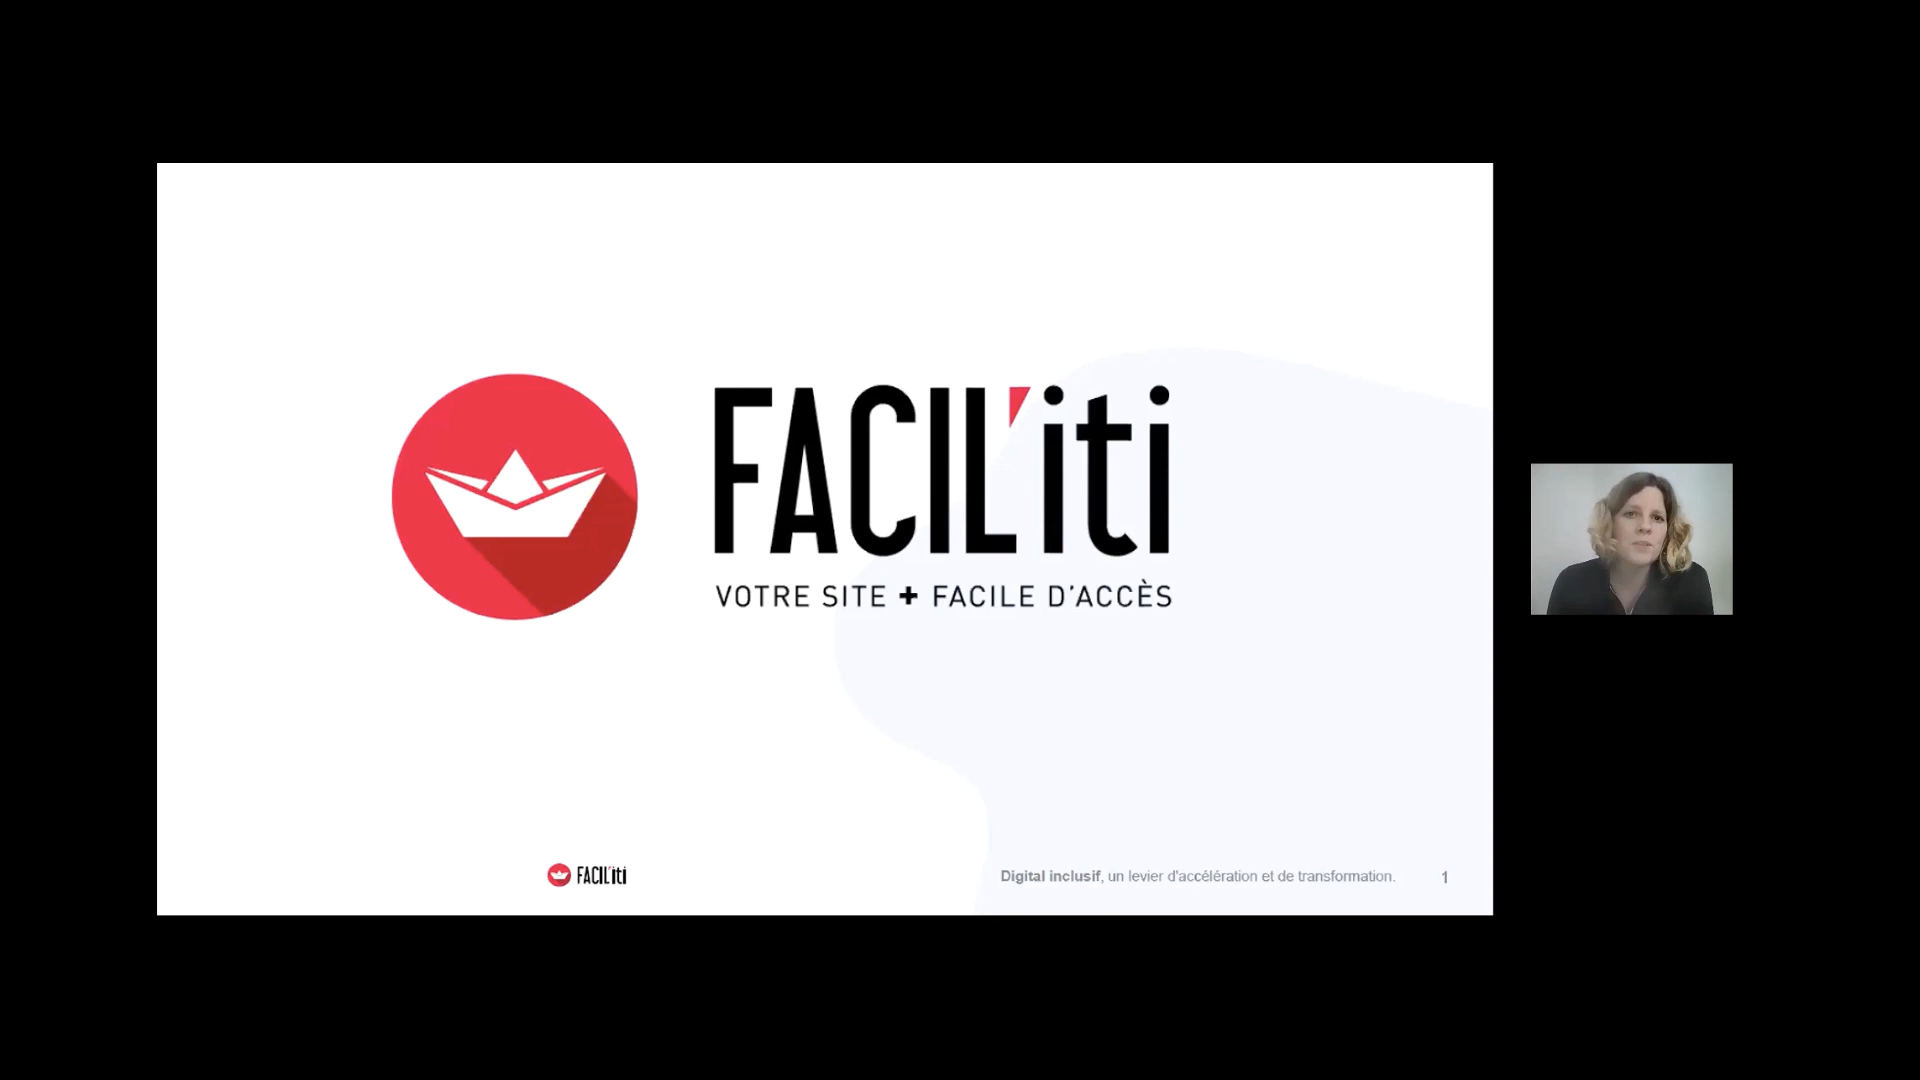 FACIL'iti
VOTRE SITE + FACILE D'ACCÈS
FACIL'iti
Digital inclusif, un levier d'accélération et de transformation.
1